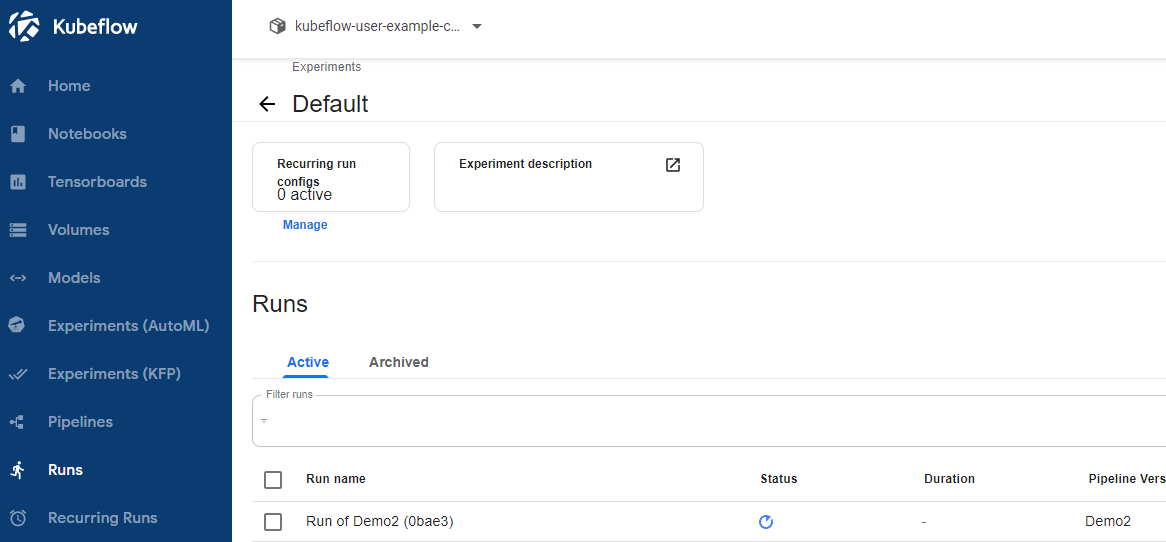 Kubeflow
Home
Notebooks
Tensorboards
Volumes
Models
Experiments (AutoML)
Experiments (KFP)
Pipelines
Runs
Recurring Runs
kubeflow-user-example-c...
Experiments
Default
Recurring run
configs
0 active
Manage
Experiment description
Runs
Active Archived
Filter runs
Run name Status Duration Pipeline Vers
Run of Demo2 (0bae3) - Demo2